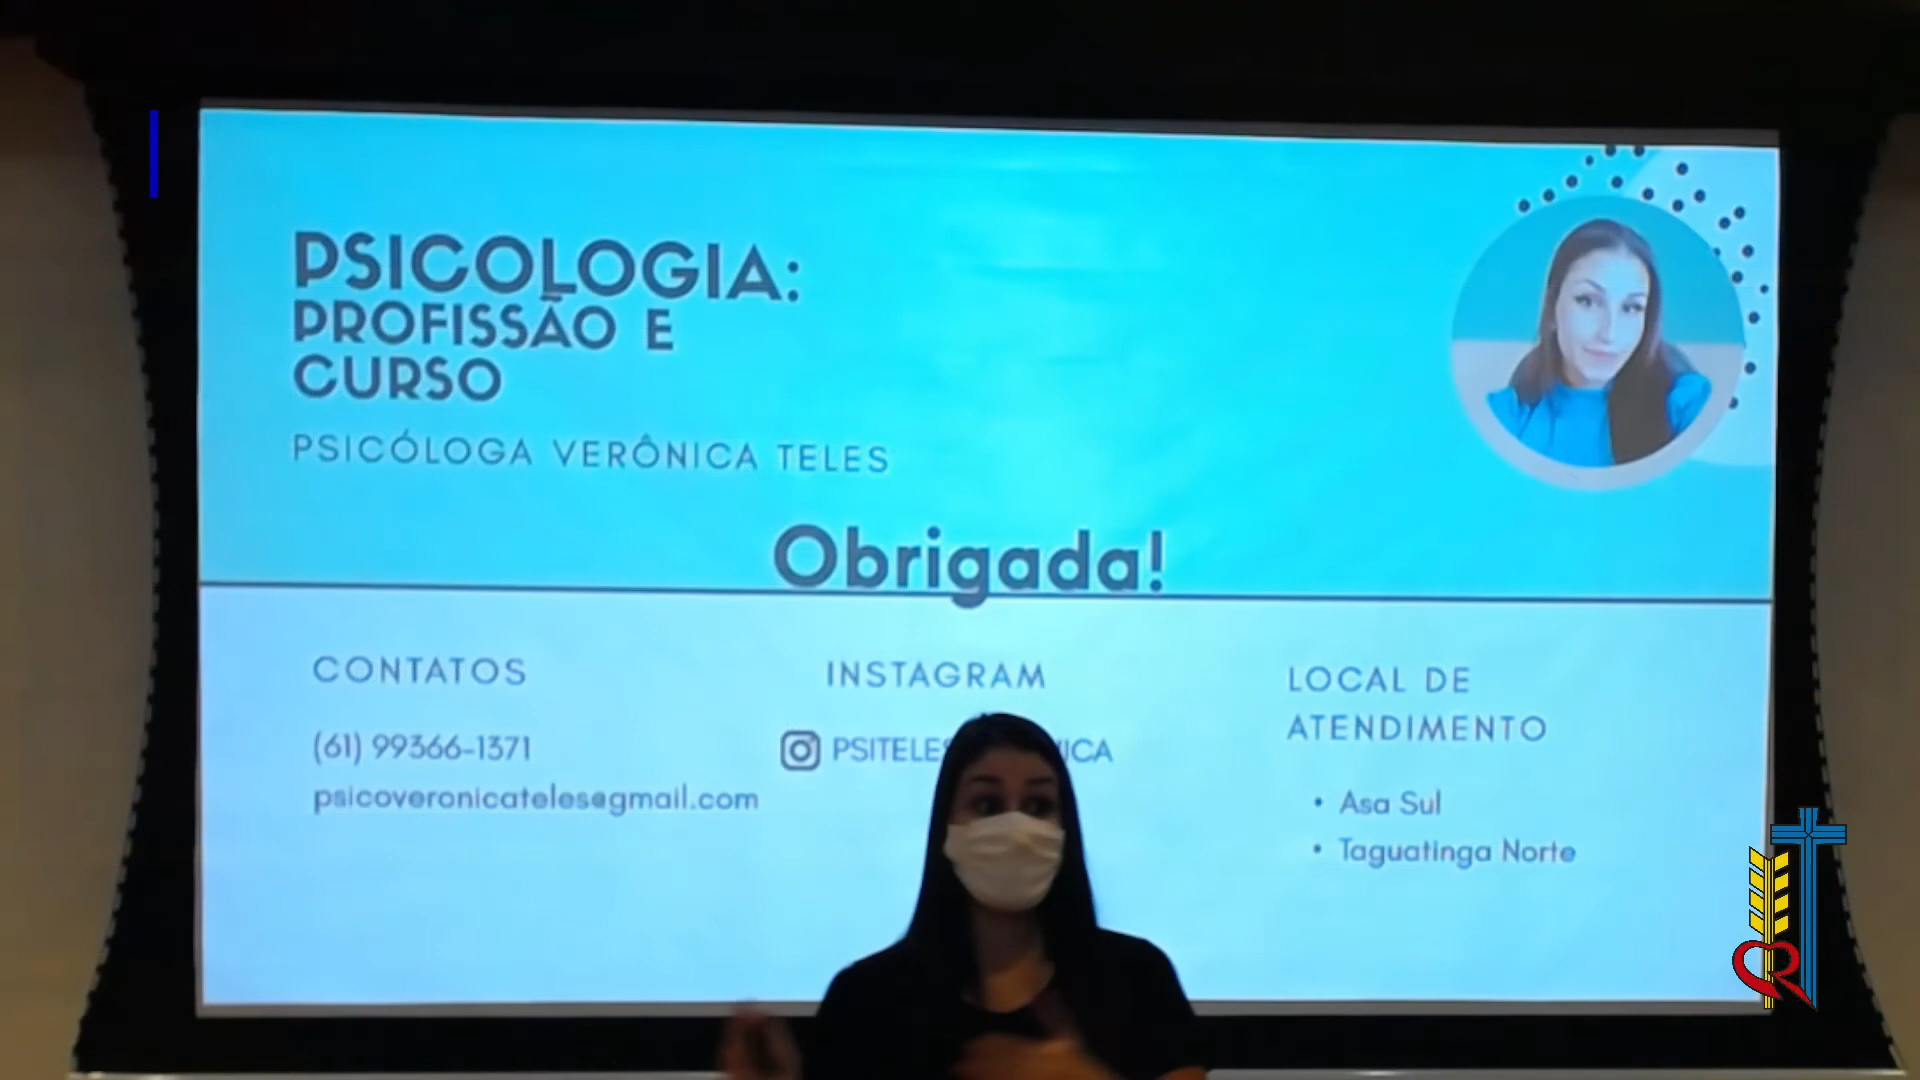 PSICOLOGIA:
PROFISSÃO E
CURSO
PSICÓLOGA VERÔNICA TELES
Obrigada!
CONTATOS
(61) 99366-1371
psicoveronicateles@gmail.com
INSTAGRAM
LOCAL DE
ATENDIMENTO
• Asa Sul
• Taguatinga Norte